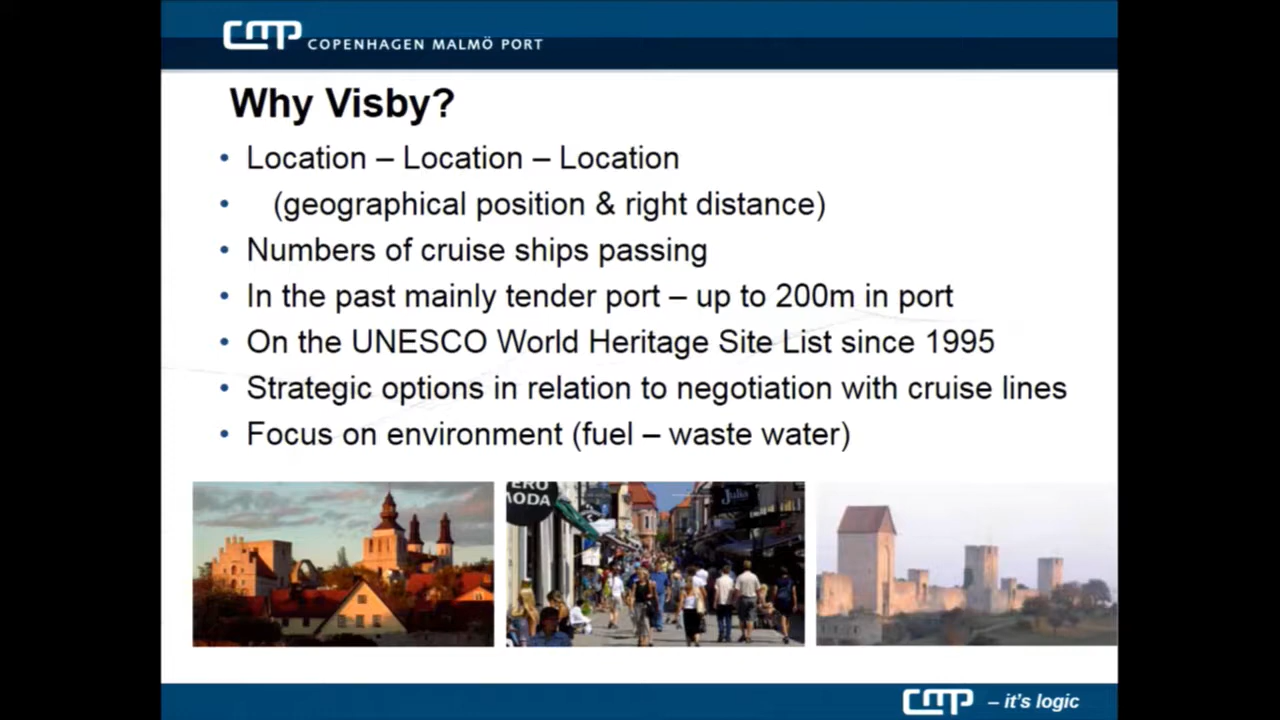 CMP COPENHAGEN MALMÖ PORT
Why Visby?
• Location – Location – Location
• (geographical position & right distance)
• Numbers of cruise ships passing
• In the past mainly tender port – up to 200m in port
• On the UNESCO World Heritage Site List since 1995
• Strategic options in relation to negotiation with cruise lines
• Focus on environment (fuel – waste water)
MODA
Julia
CMP – it's logic